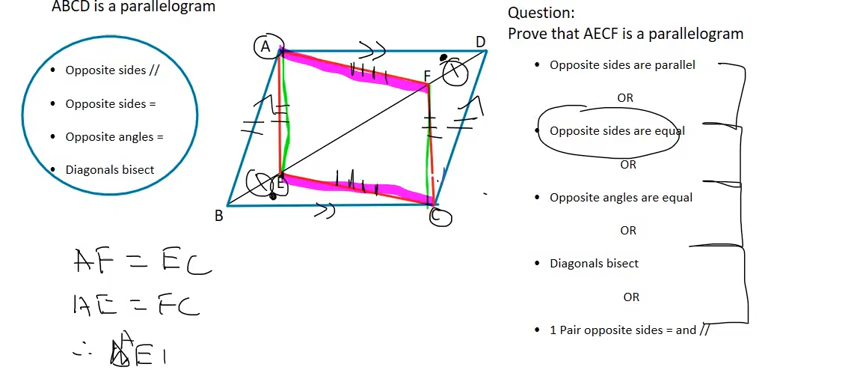 ABCD is a parallelogram
• Opposite sides //
• Opposite sides =
• Opposite angles =
• Diagonals bisect
A
D
F
E
B
C
AF = EC
AE = FC
∴ AEI
Question:
Prove that AECF is a parallelogram
• Opposite sides are parallel
OR
• Opposite sides are equal
OR
• Opposite angles are equal
OR
• Diagonals bisect
OR
• 1 Pair opposite sides = and //